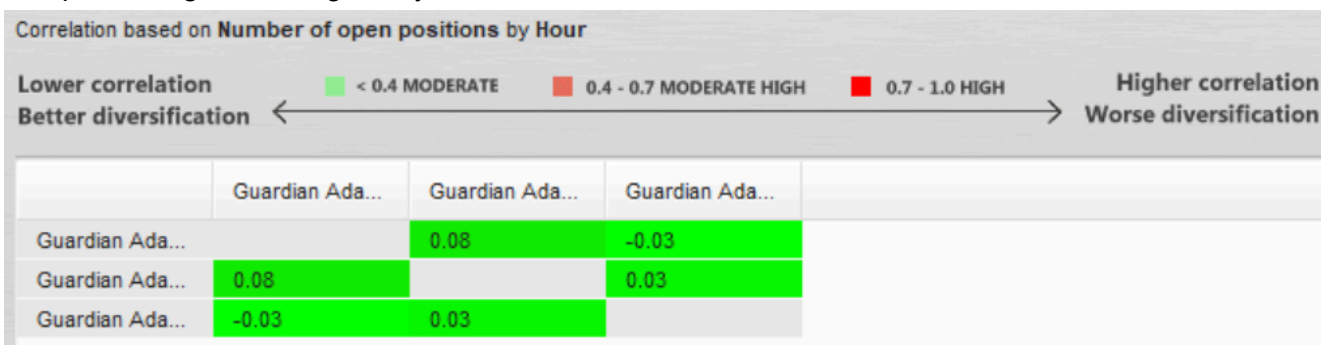 Correlation based on Number of open positions by Hour
Lower correlation < 0.4 MODERATE 0.4 - 0.7 MODERATE HIGH 0.7 - 1.0 HIGH Higher correlation
Better diversification Worse diversification
Guardian Ada... Guardian Ada... Guardian Ada...
Guardian Ada... 0.08 -0.03
Guardian Ada... 0.08 0.03
Guardian Ada... -0.03 0.03